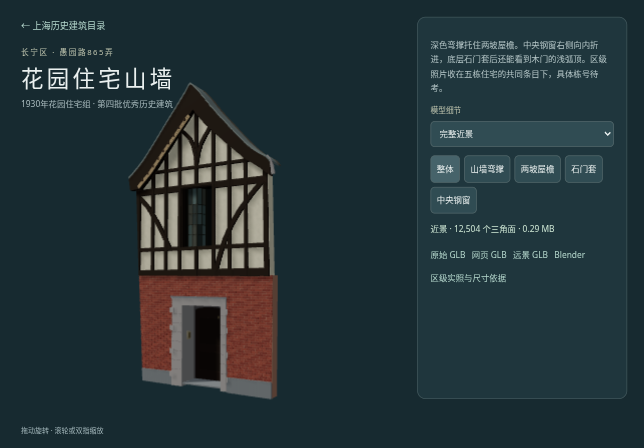 ← 上海历史建筑目录
长宁区 · 愚园路865弄
花园住宅山墙
1930年花园住宅组 · 第四批优秀历史建筑
深色弯撑托住两坡屋檐。中央钢窗右侧向内折
进，底层石门套后还能看到木门的浅弧顶。区级
照片收在五栋住宅的共同条目下，具体栋号待
考。
模型细节
完整近景
整体 山墙弯撑 两坡屋檐 石门套
中央钢窗
近景 · 12,504 个三角面 · 0.29 MB
原始 GLB 网页 GLB 远景 GLB Blender
区级实照与尺寸依据
拖动旋转 · 滚轮或双指缩放